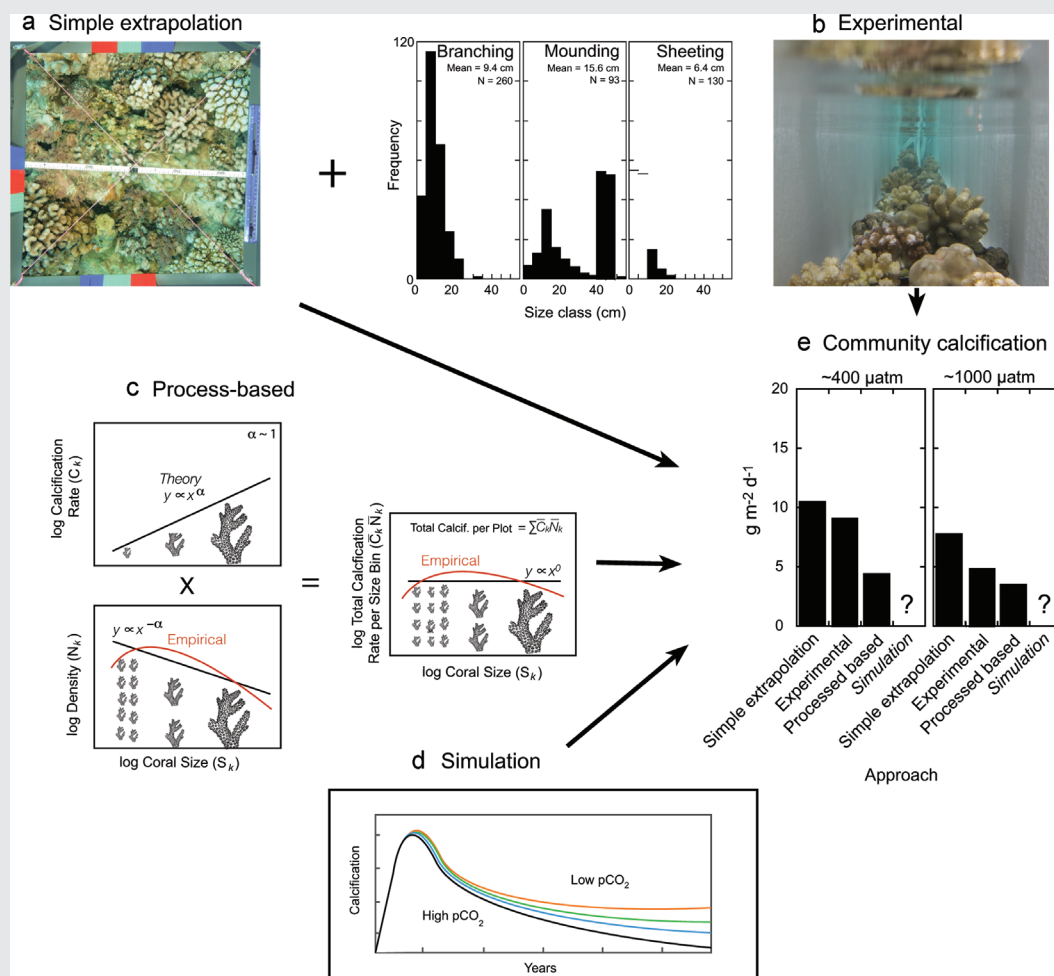 a Simple extrapolation
120
Branching
Mean = 9.4 cm
N = 260
Mounding
Mean = 15.6 cm
N = 93
Sheeting
Mean = 6.4 cm
N = 130
Frequency
0
0 20 40 0 20 40 0 20 40
Size class (cm)
+
b Experimental
c Process-based
log Calcification
Rate (Cₖ)
α ~ 1
Theory
y ∝ x^α
X
log Density (Nₖ)
y ∝ x^−α
Empirical
log Coral Size (Sₖ)
=
log Total Calcfication
Rate per Size Bin (C̅ₖ N̅ₖ)
Total Calcif. per Plot = ∑C̅ₖN̅ₖ
Empirical
y ∝ x⁰
log Coral Size (Sₖ)
d Simulation
Calcification
Low pCO₂
High pCO₂
Years
e Community calcification
~400 µatm
~1000 µatm
20
15
10
5
0
g m⁻² d⁻¹
?
?
Simple extrapolation
Experimental
Processed based
Simulation
Simple extrapolation
Experimental
Processed based
Simulation
Approach